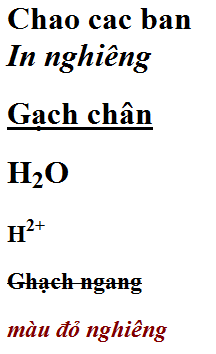 Chao cac ban
In nghiêng
Gạch chân
H₂O
H²⁺
Ghạch ngang
màu đỏ nghiêng